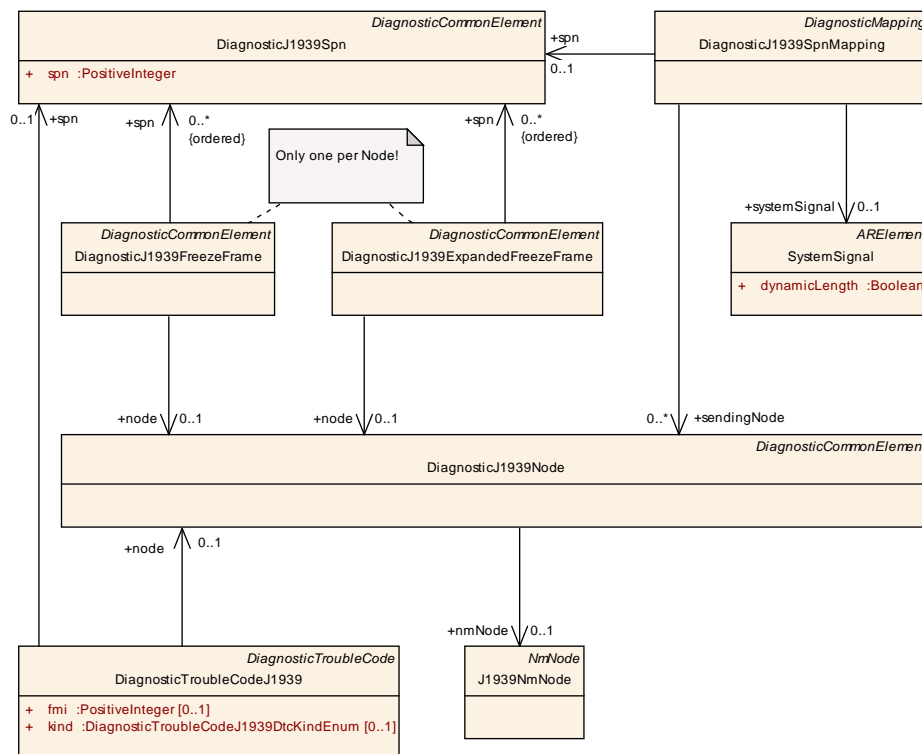 DiagnosticCommonElement
DiagnosticJ1939Spn
+ spn :PositiveInteger
DiagnosticMapping
DiagnosticJ1939SpnMapping
+spn
0..1
0..1
+spn
+spn
0..*
{ordered}
+spn
0..*
{ordered}
Only one per Node!
+systemSignal
0..1
DiagnosticCommonElement
DiagnosticJ1939FreezeFrame
DiagnosticCommonElement
DiagnosticJ1939ExpandedFreezeFrame
ARElement
SystemSignal
+ dynamicLength :Boolean
+node
0..1
+node
0..1
0..*
+sendingNode
DiagnosticCommonElement
DiagnosticJ1939Node
+node
0..1
+nmNode
0..1
DiagnosticTroubleCode
DiagnosticTroubleCodeJ1939
+ fmi :PositiveInteger [0..1]
+ kind :DiagnosticTroubleCodeJ1939DtcKindEnum [0..1]
NmNode
J1939NmNode